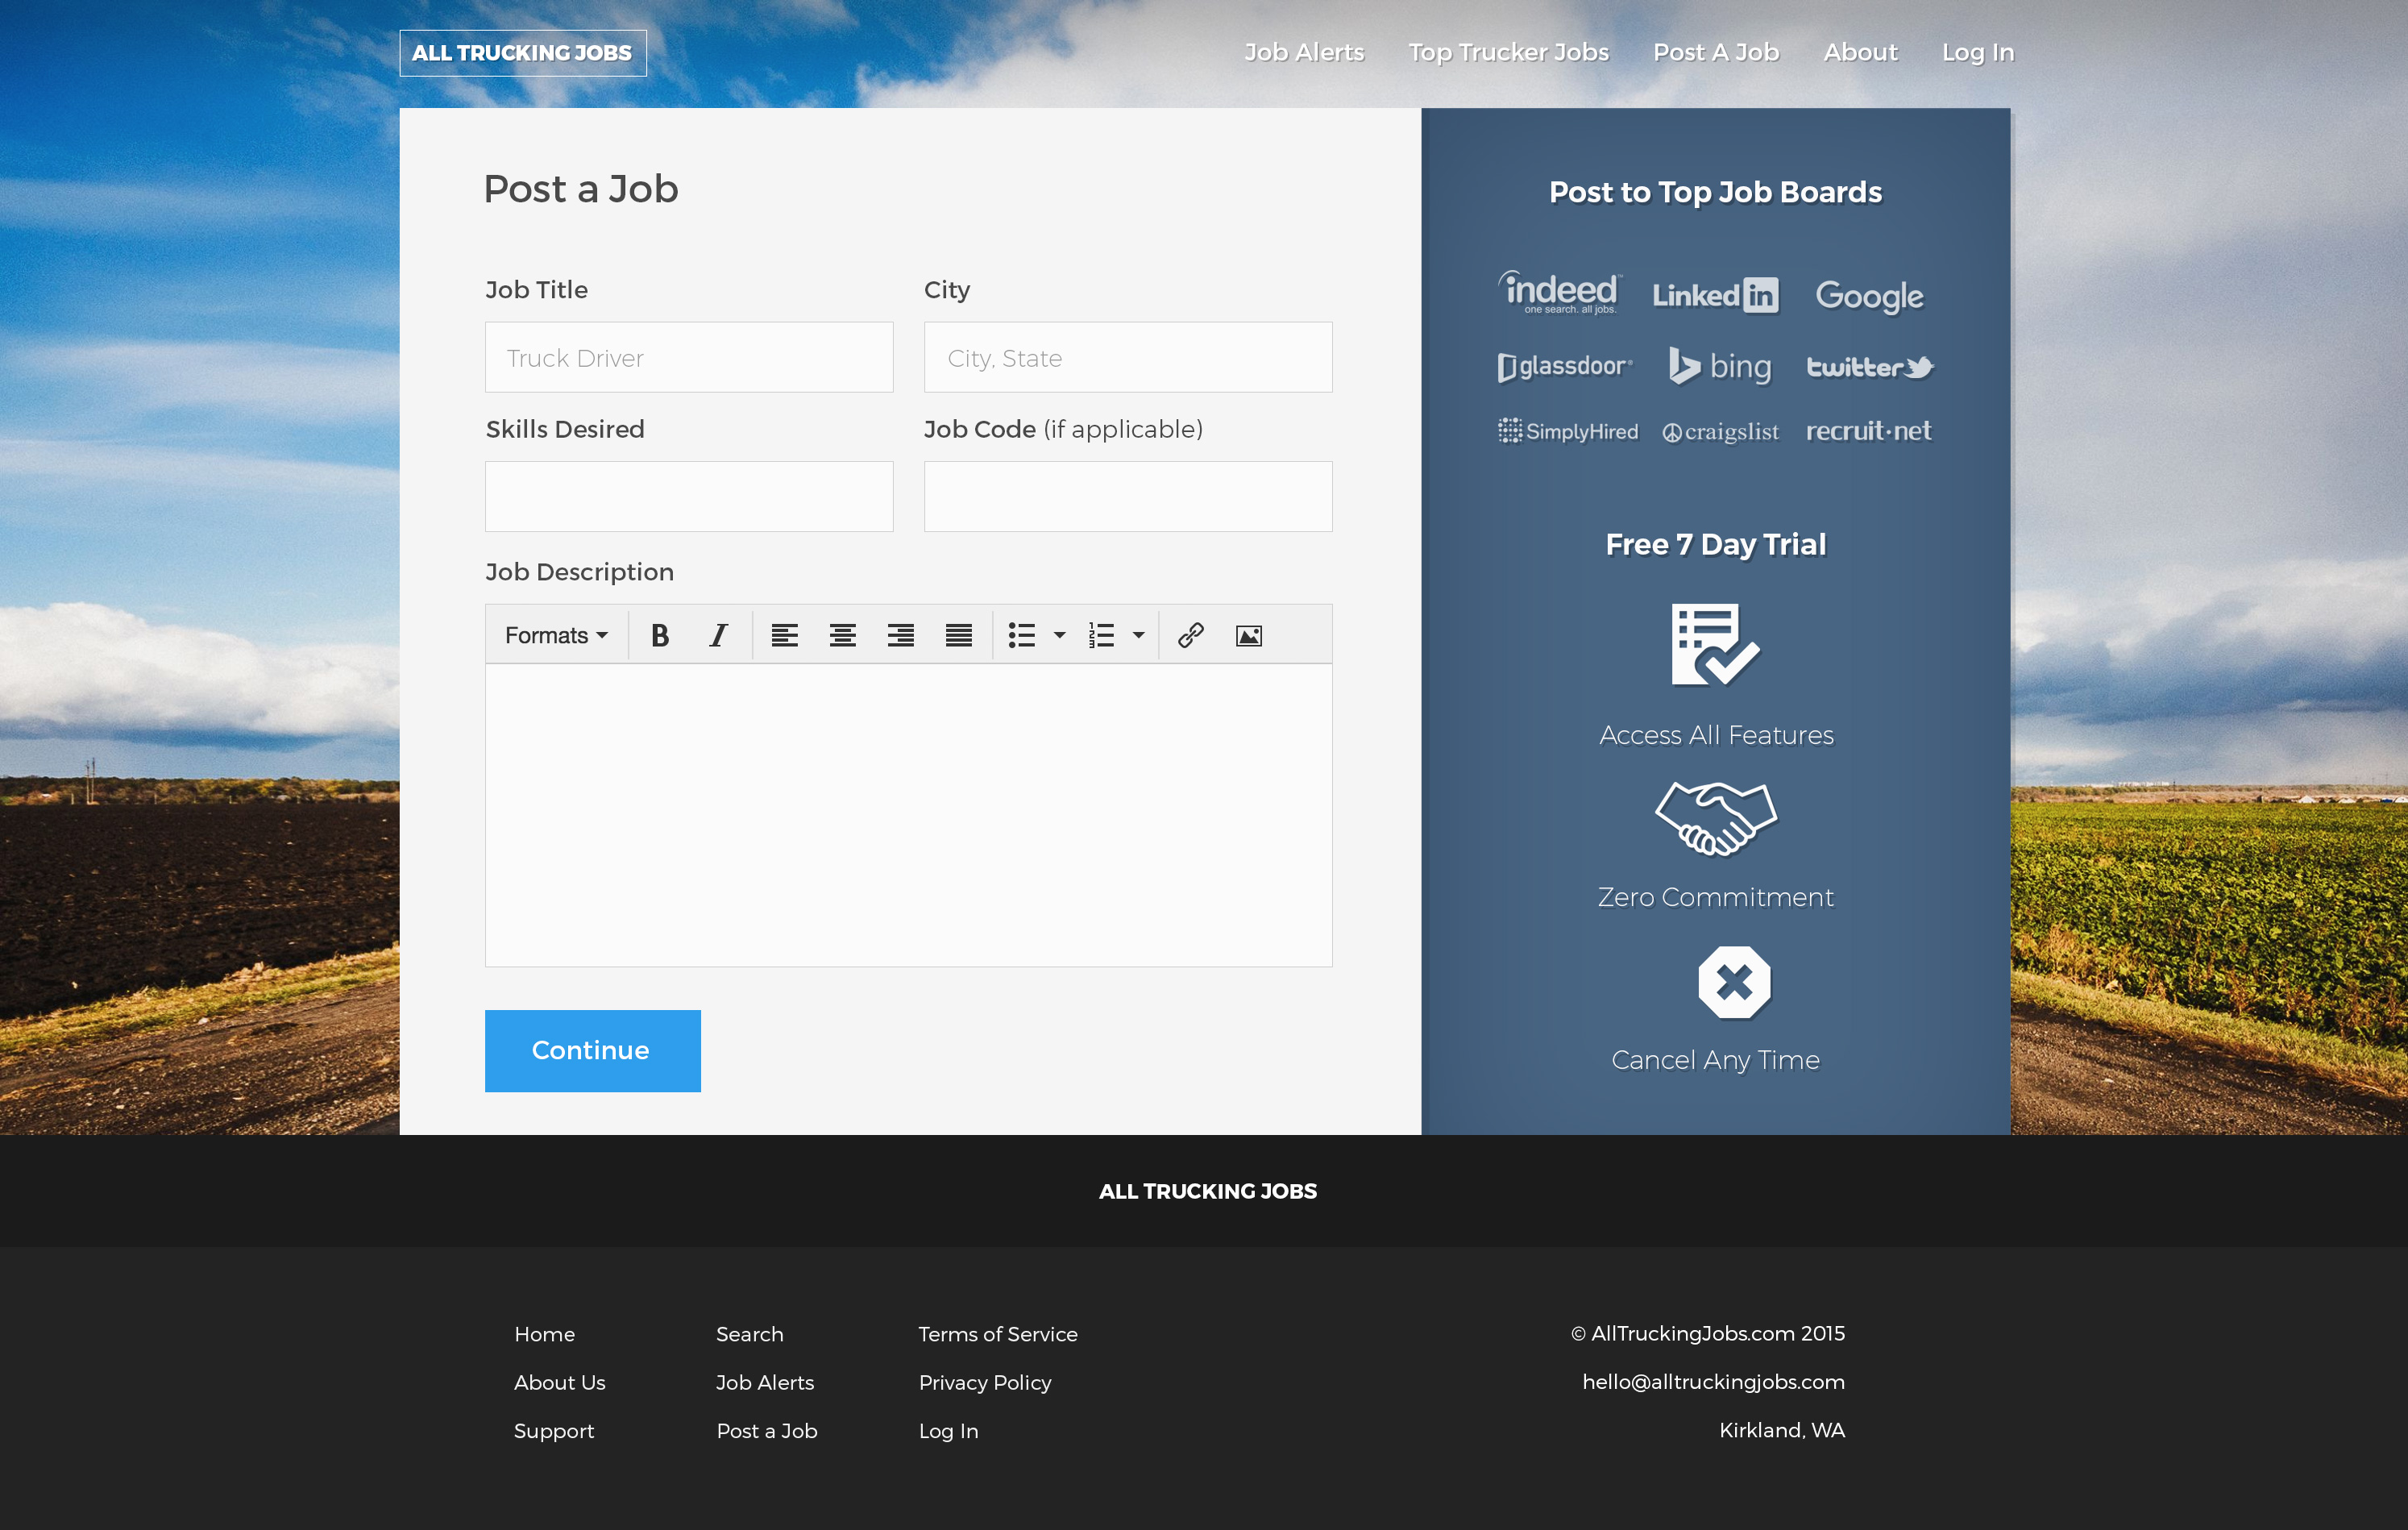 ALL TRUCKING JOBS
Job Alerts Top Trucker Jobs Post A Job About Log In
Post a Job
Job Title City
Truck Driver City, State
Skills Desired Job Code (if applicable)
Job Description
Formats B I
Continue
Post to Top Job Boards
indeed™ Linked in Google
one search. all jobs.
glassdoor® bing twitter
SimplyHired craigslist recruit·net
Free 7 Day Trial
Access All Features
Zero Commitment
Cancel Any Time
ALL TRUCKING JOBS
Home Search Terms of Service © AllTruckingJobs.com 2015
About Us Job Alerts Privacy Policy hello@alltruckingjobs.com
Support Post a Job Log In Kirkland, WA